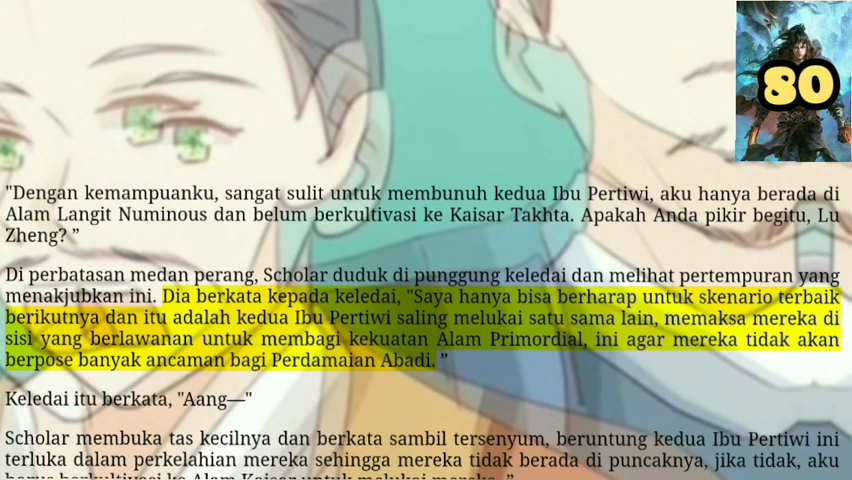 80
"Dengan kemampuanku, sangat sulit untuk membunuh kedua Ibu Pertiwi, aku hanya berada di
Alam Langit Numinous dan belum berkultivasi ke Kaisar Takhta. Apakah Anda pikir begitu, Lu
Zheng? ”
Di perbatasan medan perang, Scholar duduk di punggung keledai dan melihat pertempuran yang
menakjubkan ini. Dia berkata kepada keledai, "Saya hanya bisa berharap untuk skenario terbaik
berikutnya dan itu adalah kedua Ibu Pertiwi saling melukai satu sama lain, memaksa mereka di
sisi yang berlawanan untuk membagi kekuatan Alam Primordial, ini agar mereka tidak akan
berpose banyak ancaman bagi Perdamaian Abadi. ”
Keledai itu berkata, "Aang—"
Scholar membuka tas kecilnya dan berkata sambil tersenyum, beruntung kedua Ibu Pertiwi ini
terluka dalam perkelahian mereka sehingga mereka tidak berada di puncaknya, jika tidak, aku